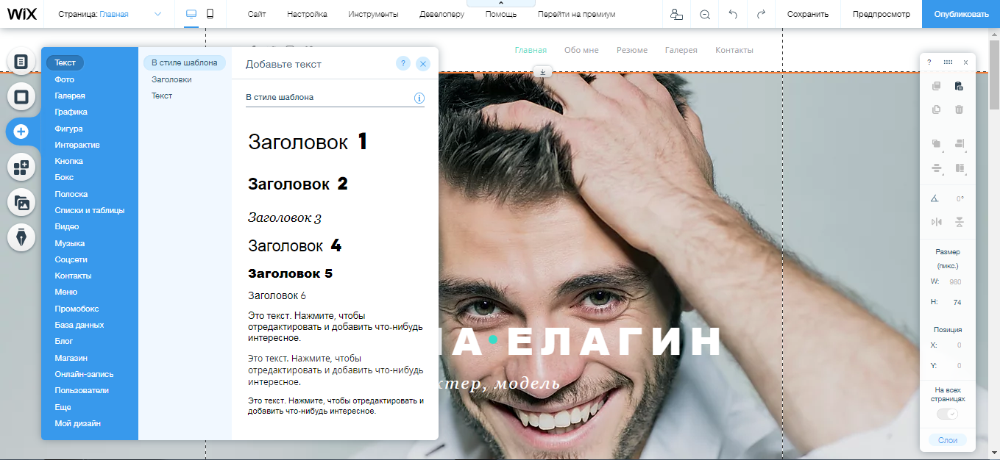 WiX Страница: Главная Сайт Настройка Инструменты Девелоперу Помощь Перейти на премиум Сохранить Предпросмотр Опубликовать
Главная Обо мне Резюме Галерея Контакты
Текст
Фото
Галерея
Графика
Фигура
Интерактив
Кнопка
Бокс
Полоска
Списки и таблицы
Видео
Музыка
Соцсети
Контакты
Меню
Промобокс
База данных
Блог
Магазин
Онлайн-запись
Пользователи
Еще
Мой дизайн
В стиле шаблона
Заголовки
Текст
Добавьте текст ? ×
В стиле шаблона i
Заголовок 1
Заголовок 2
Заголовок 3
Заголовок 4
Заголовок 5
Заголовок 6
Это текст. Нажмите, чтобы
отредактировать и добавить что-нибудь
интересное.
Это текст. Нажмите, чтобы
отредактировать и добавить что-нибудь
интересное.
Это текст. Нажмите, чтобы отредактировать и
добавить что-нибудь интересное.
НА•ЕЛАГИН
ктер, модель
? x
0°
Размер
(пикс.)
W: 980
H: 74
Позиция
X: 0
Y: 0
На всех
страницах
Слои